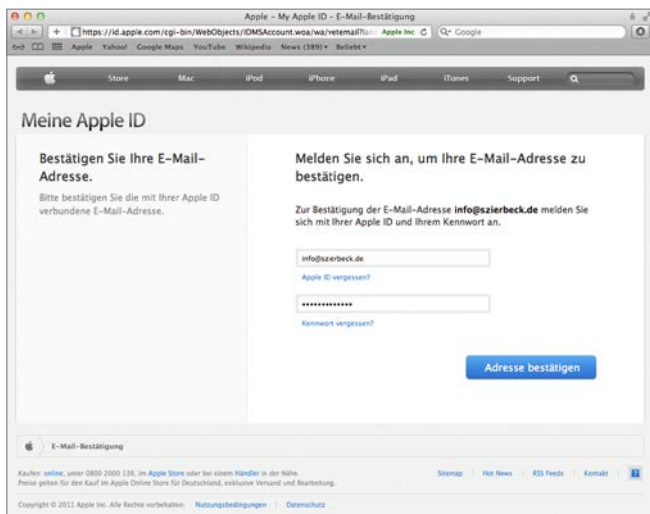 Apple – My Apple ID – E-Mail-Bestätigung
https://id.apple.com/cgi-bin/WebObjects/IDMSAccount.woa/wa/vetemail?lan Apple Inc Google
Apple Yahoo! Google Maps YouTube Wikipedia News (389) Beliebt
Store Mac iPod iPhone iPad iTunes Support
Meine Apple ID
Bestätigen Sie Ihre E-Mail-
Adresse.
Bitte bestätigen Sie die mit Ihrer Apple ID
verbundene E-Mail-Adresse.
Melden Sie sich an, um Ihre E-Mail-Adresse zu
bestätigen.
Zur Bestätigung der E-Mail-Adresse info@szierbeck.de melden Sie
sich mit Ihrer Apple ID und Ihrem Kennwort an.
info@szierbeck.de
Apple ID vergessen?
•••••••••••••
Kennwort vergessen?
Adresse bestätigen
E-Mail-Bestätigung
Kaufen: online, unter 0800 2000 136, im Apple Store oder bei einem Händler in der Nähe.
Preise gelten für den Kauf im Apple Online Store für Deutschland, exklusive Versand und Bearbeitung.
Sitemap Hot News RSS Feeds Kontakt
Copyright © 2011 Apple Inc. Alle Rechte vorbehalten. Nutzungsbedingungen Datenschutz